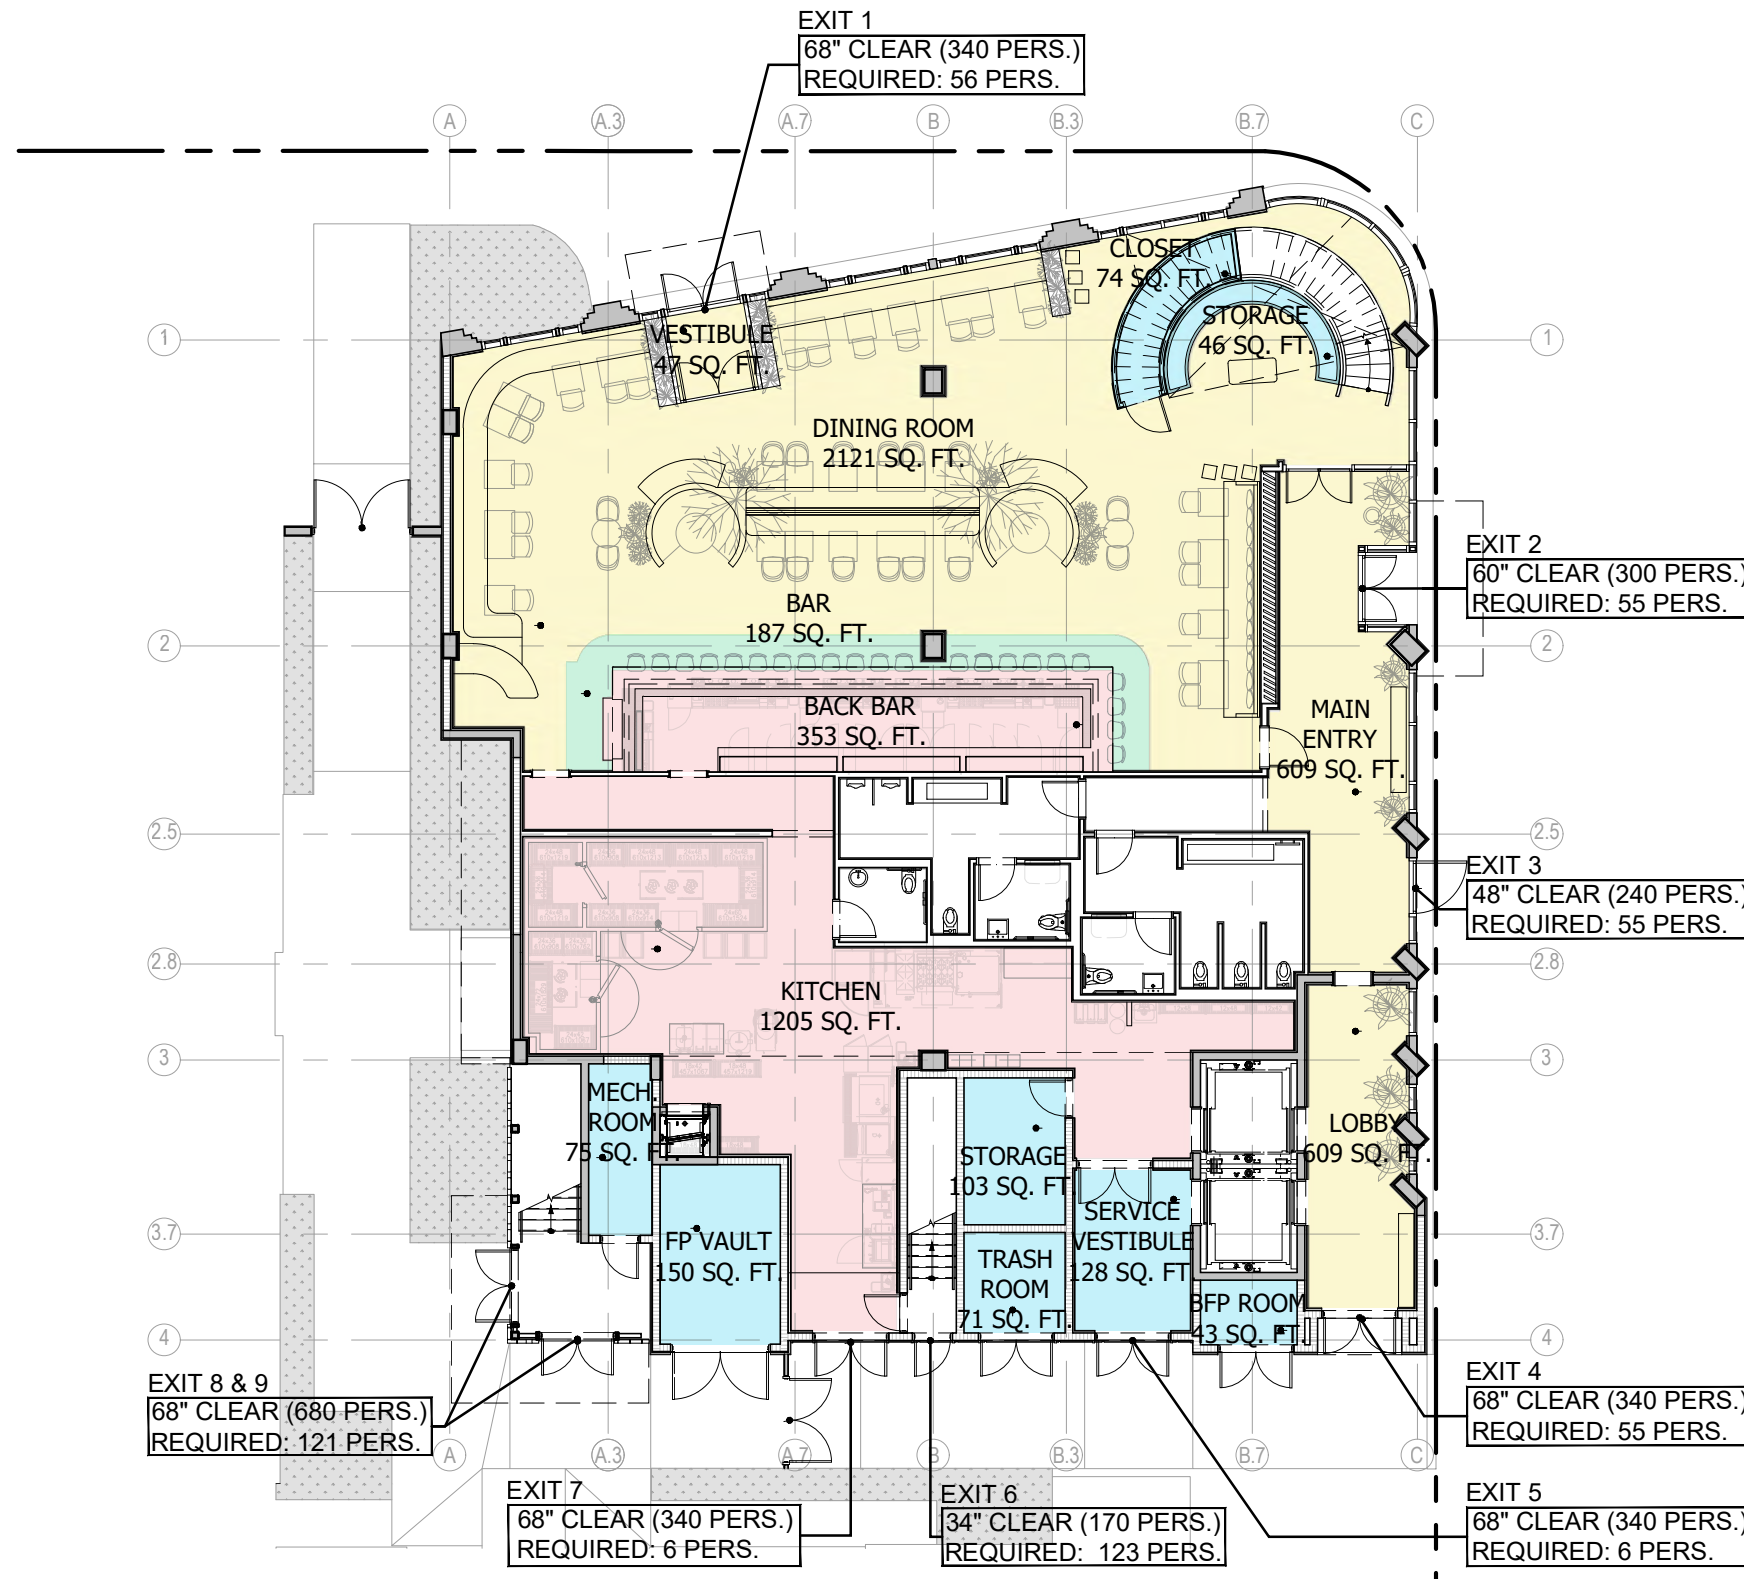 EXIT 1
68" CLEAR (340 PERS.)
REQUIRED: 56 PERS.
A
A.3
A.7
B
B.3
B.7
C
CLOSET
74 SQ. FT.
STORAGE
46 SQ. FT.
VESTIBULE
47 SQ. FT.
1
1
DINING ROOM
2121 SQ. FT.
EXIT 2
60" CLEAR (300 PERS.)
REQUIRED: 55 PERS.
BAR
187 SQ. FT.
2
2
BACK BAR
353 SQ. FT.
MAIN
ENTRY
609 SQ. FT.
2.5
2.5
EXIT 3
48" CLEAR (240 PERS.)
REQUIRED: 55 PERS.
2.8
2.8
KITCHEN
1205 SQ. FT.
3
3
MECH.
ROOM
75 SQ. FT.
LOBBY
609 SQ. FT.
STORAGE
103 SQ. FT.
SERVICE
VESTIBULE
128 SQ. FT.
3.7
3.7
FP VAULT
150 SQ. FT.
TRASH
ROOM
71 SQ. FT.
BFP ROOM
43 SQ. FT.
4
4
EXIT 8 & 9
68" CLEAR (680 PERS.)
REQUIRED: 121 PERS.
EXIT 4
68" CLEAR (340 PERS.)
REQUIRED: 55 PERS.
A
A.3
A.7
B
B.3
B.7
C
EXIT 7
68" CLEAR (340 PERS.)
REQUIRED: 6 PERS.
EXIT 6
34" CLEAR (170 PERS.)
REQUIRED: 123 PERS.
EXIT 5
68" CLEAR (340 PERS.)
REQUIRED: 6 PERS.